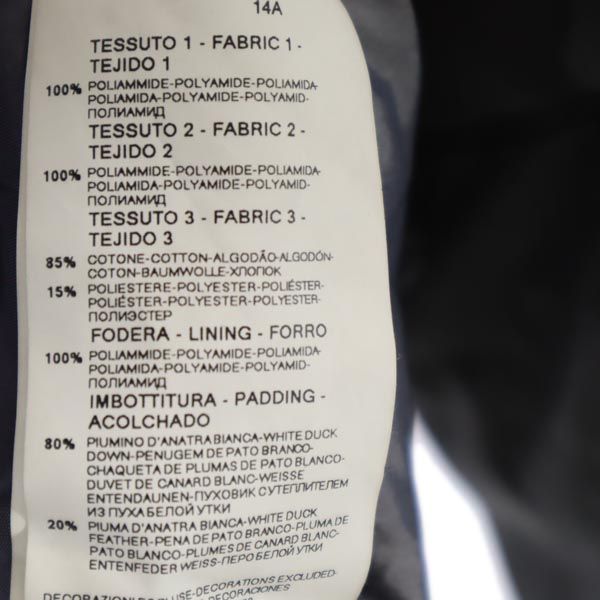 14A
TESSUTO 1 - FABRIC 1 -
TEJIDO 1
100% POLIAMMIDE-POLYAMIDE-POLIAMIDA-
POLIAMIDA-POLYAMIDE-POLYAMID-
ПОЛИАМИД
TESSUTO 2 - FABRIC 2 -
TEJIDO 2
100% POLIAMMIDE-POLYAMIDE-POLIAMIDA-
POLIAMIDA-POLYAMIDE-POLYAMID-
ПОЛИАМИД
TESSUTO 3 - FABRIC 3 -
TEJIDO 3
85% COTONE-COTTON-ALGODÃO-ALGODÓN-
COTON-BAUMWOLLE-ХЛОПОК
15% POLIESTERE-POLYESTER-POLIÉSTER-
POLIÉSTER-POLYESTER-POLYESTER-
ПОЛИЭСТЕР
FODERA - LINING - FORRO
100% POLIAMMIDE-POLYAMIDE-POLIAMIDA-
POLIAMIDA-POLYAMIDE-POLYAMID-
ПОЛИАМИД
IMBOTTITURA - PADDING -
ACOLCHADO
80% PIUMINO D'ANATRA BIANCA-WHITE DUCK
DOWN-PENUGEM DE PATO BRANCO-
CHAQUETA DE PLUMAS DE PATO BLANCO-
DUVET DE CANARD BLANC-WEISSE
ENTENDAUNEN-ПУХОВИК С УТЕПЛИТЕЛЕМ
ИЗ ПУХА БЕЛОЙ УТКИ
20% PIUMA D'ANATRA BIANCA-WHITE DUCK
FEATHER-PENA DE PATO BRANCO-PLUMA DE
PATO BLANCO-PLUMES DE CANARD BLANC-
ENTENFEDER WEISS-ПЕРО БЕЛОЙ УТКИ
DECORATIONS EXCLUDED-
DECORACIONES